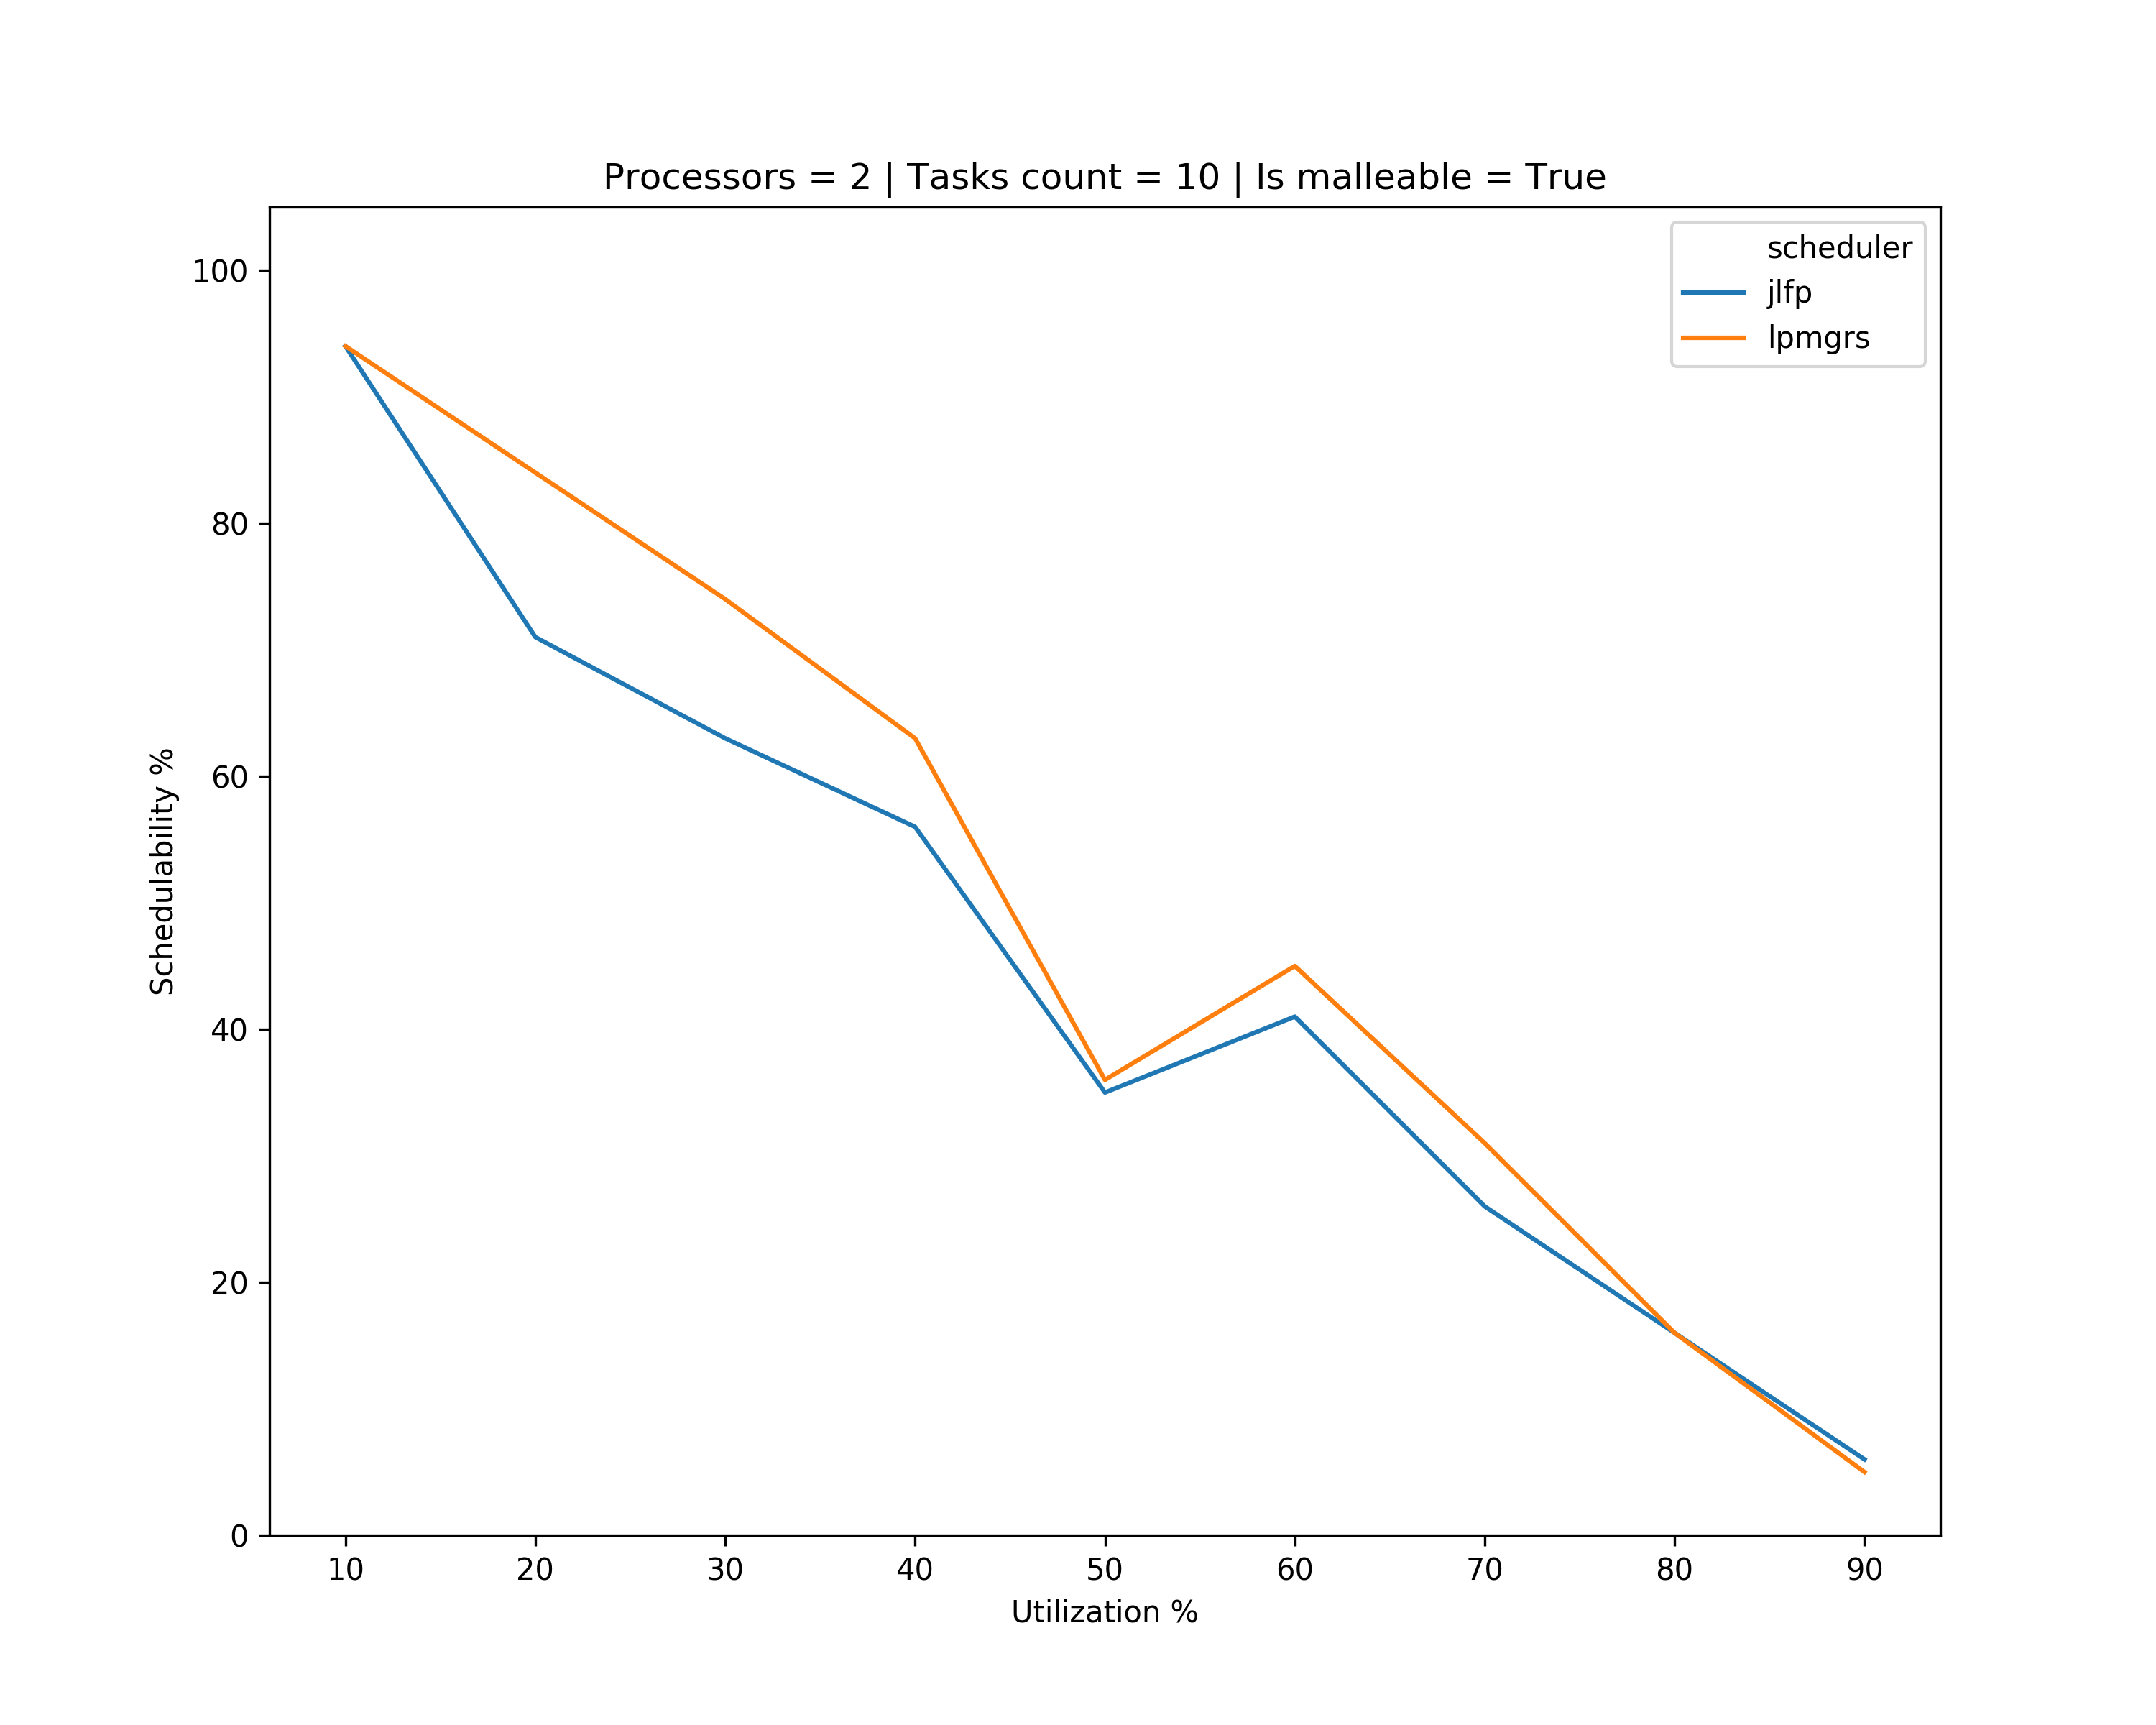 Processors = 2 | Tasks count = 10 | Is malleable = True
scheduler
jlfp
lpmgrs
Schedulability %
100
80
60
40
20
0
10 20 30 40 50 60 70 80 90
Utilization %